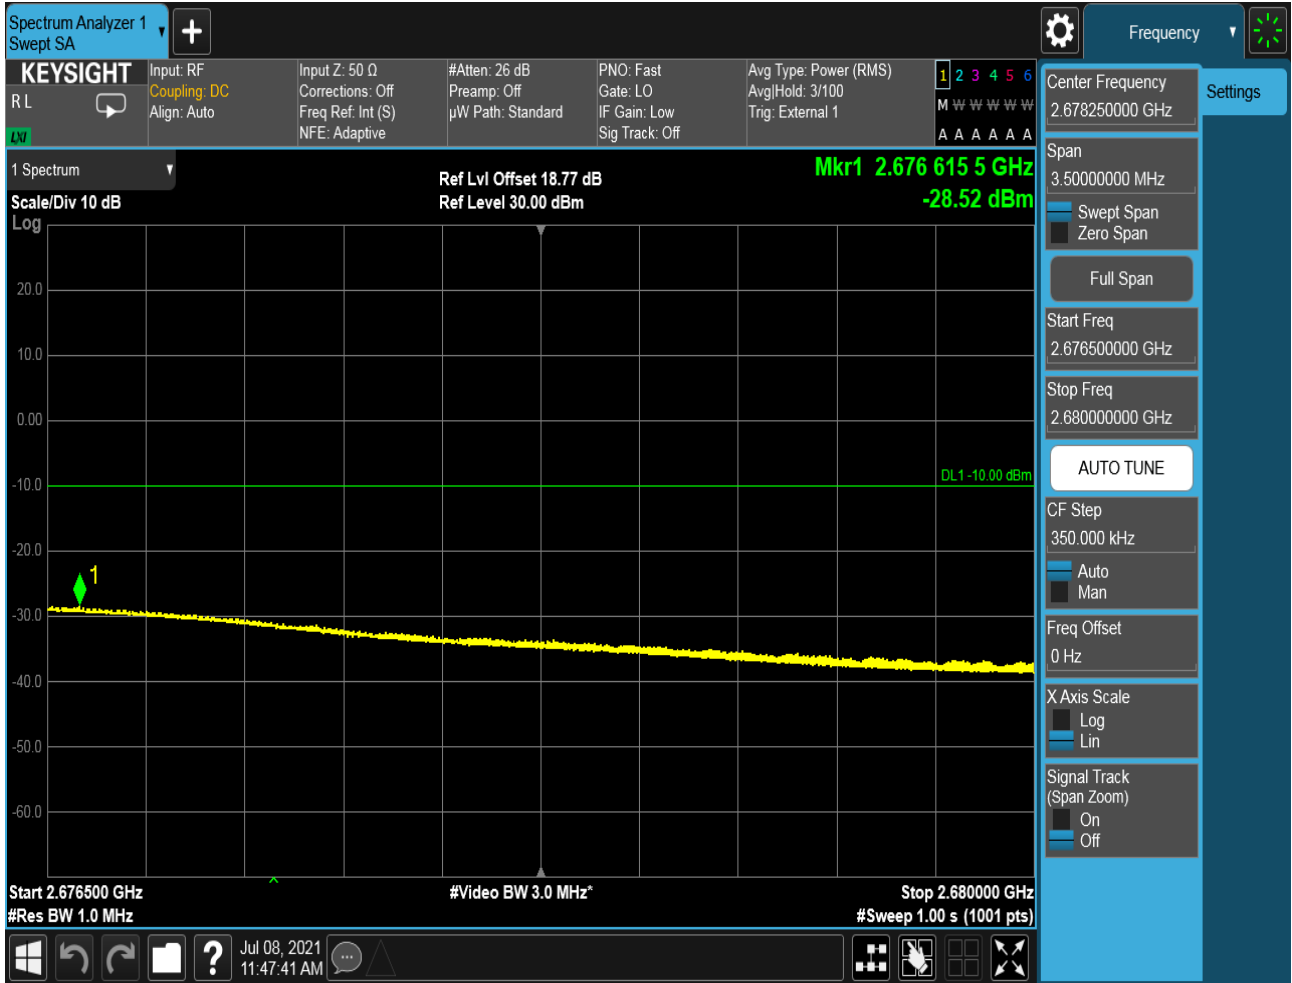 Spectrum Analyzer 1
Swept SA
Frequency
KEYSIGHT
R L
LXI
Input: RF
Coupling: DC
Align: Auto
Input Z: 50 Ω
Corrections: Off
Freq Ref: Int (S)
NFE: Adaptive
#Atten: 26 dB
Preamp: Off
µW Path: Standard
PNO: Fast
Gate: LO
IF Gain: Low
Sig Track: Off
Avg Type: Power (RMS)
Avg|Hold: 3/100
Trig: External 1
1 2 3 4 5 6
M W W W W W
A A A A A A
1 Spectrum
Scale/Div 10 dB
Log
Ref Lvl Offset 18.77 dB
Ref Level 30.00 dBm
Mkr1 2.676 615 5 GHz
-28.52 dBm
20.0
10.0
0.00
-10.0
-20.0
-30.0
-40.0
-50.0
-60.0
DL1 -10.00 dBm
1
Start 2.676500 GHz
#Res BW 1.0 MHz
#Video BW 3.0 MHz*
Stop 2.680000 GHz
#Sweep 1.00 s (1001 pts)
Center Frequency
2.678250000 GHz
Settings
Span
3.50000000 MHz
Swept Span
Zero Span
Full Span
Start Freq
2.676500000 GHz
Stop Freq
2.680000000 GHz
AUTO TUNE
CF Step
350.000 kHz
Auto
Man
Freq Offset
0 Hz
X Axis Scale
Log
Lin
Signal Track
(Span Zoom)
On
Off
?
Jul 08, 2021
11:47:41 AM